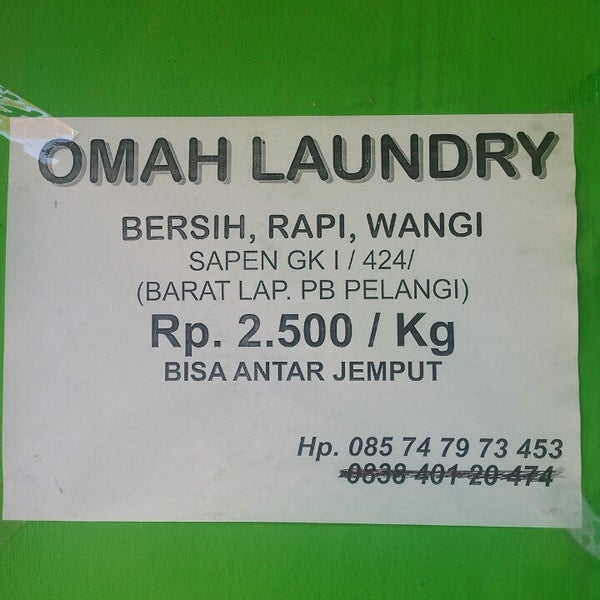 OMAH LAUNDRY
BERSIH, RAPI, WANGI
SAPEN GK I / 424/
(BARAT LAP. PB PELANGI)
Rp. 2.500 / Kg
BISA ANTAR JEMPUT
Hp. 085 74 79 73 453
0838 401 20 474